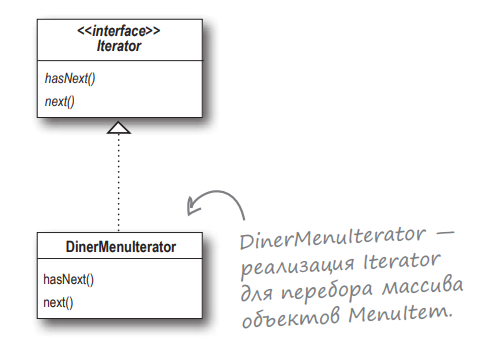 <<interface>>
Iterator
hasNext()
next()
DinerMenuIterator
hasNext()
next()
DinerMenuIterator —
реализация Iterator
для перебора массива
объектов MenuItem.